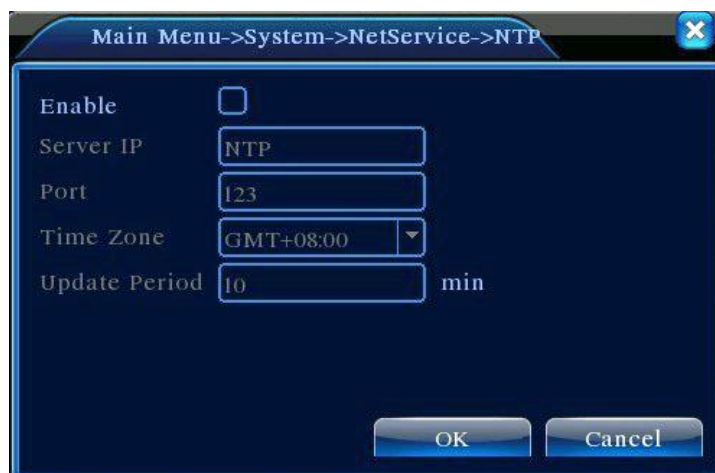 Main Menu->System->NetService->NTP
Enable
Server IP NTP
Port 123
Time Zone GMT+08:00
Update Period 10 min
OK Cancel